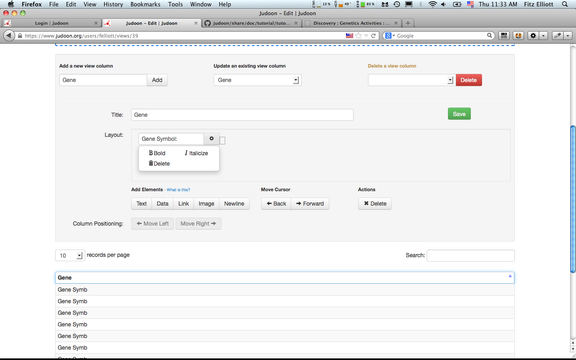 Firefox File Edit View History Bookmarks Tools Window Help Thu 11:33 AM Fitz Elliott
Judoon – Edit | Judoon
Login | Judoon Judoon – Edit | Judoon judoon/share/doc/tutorial/tuto... Discovery : Genetics Activities : ...
https://www.judoon.org/users/felliott/views/39 Google
Add a new view column Update an existing view column Delete a view column
Gene Add Gene Delete
Title: Gene Save
Layout: Gene Symbol:
Bold Italicize
Delete
Add Elements - What is this? Move Cursor Actions
Text Data Link Image Newline Back Forward Delete
Column Positioning: Move Left Move Right
10 records per page Search:
Gene
Gene Symb
Gene Symb
Gene Symb
Gene Symb
Gene Symb
Gene Symb